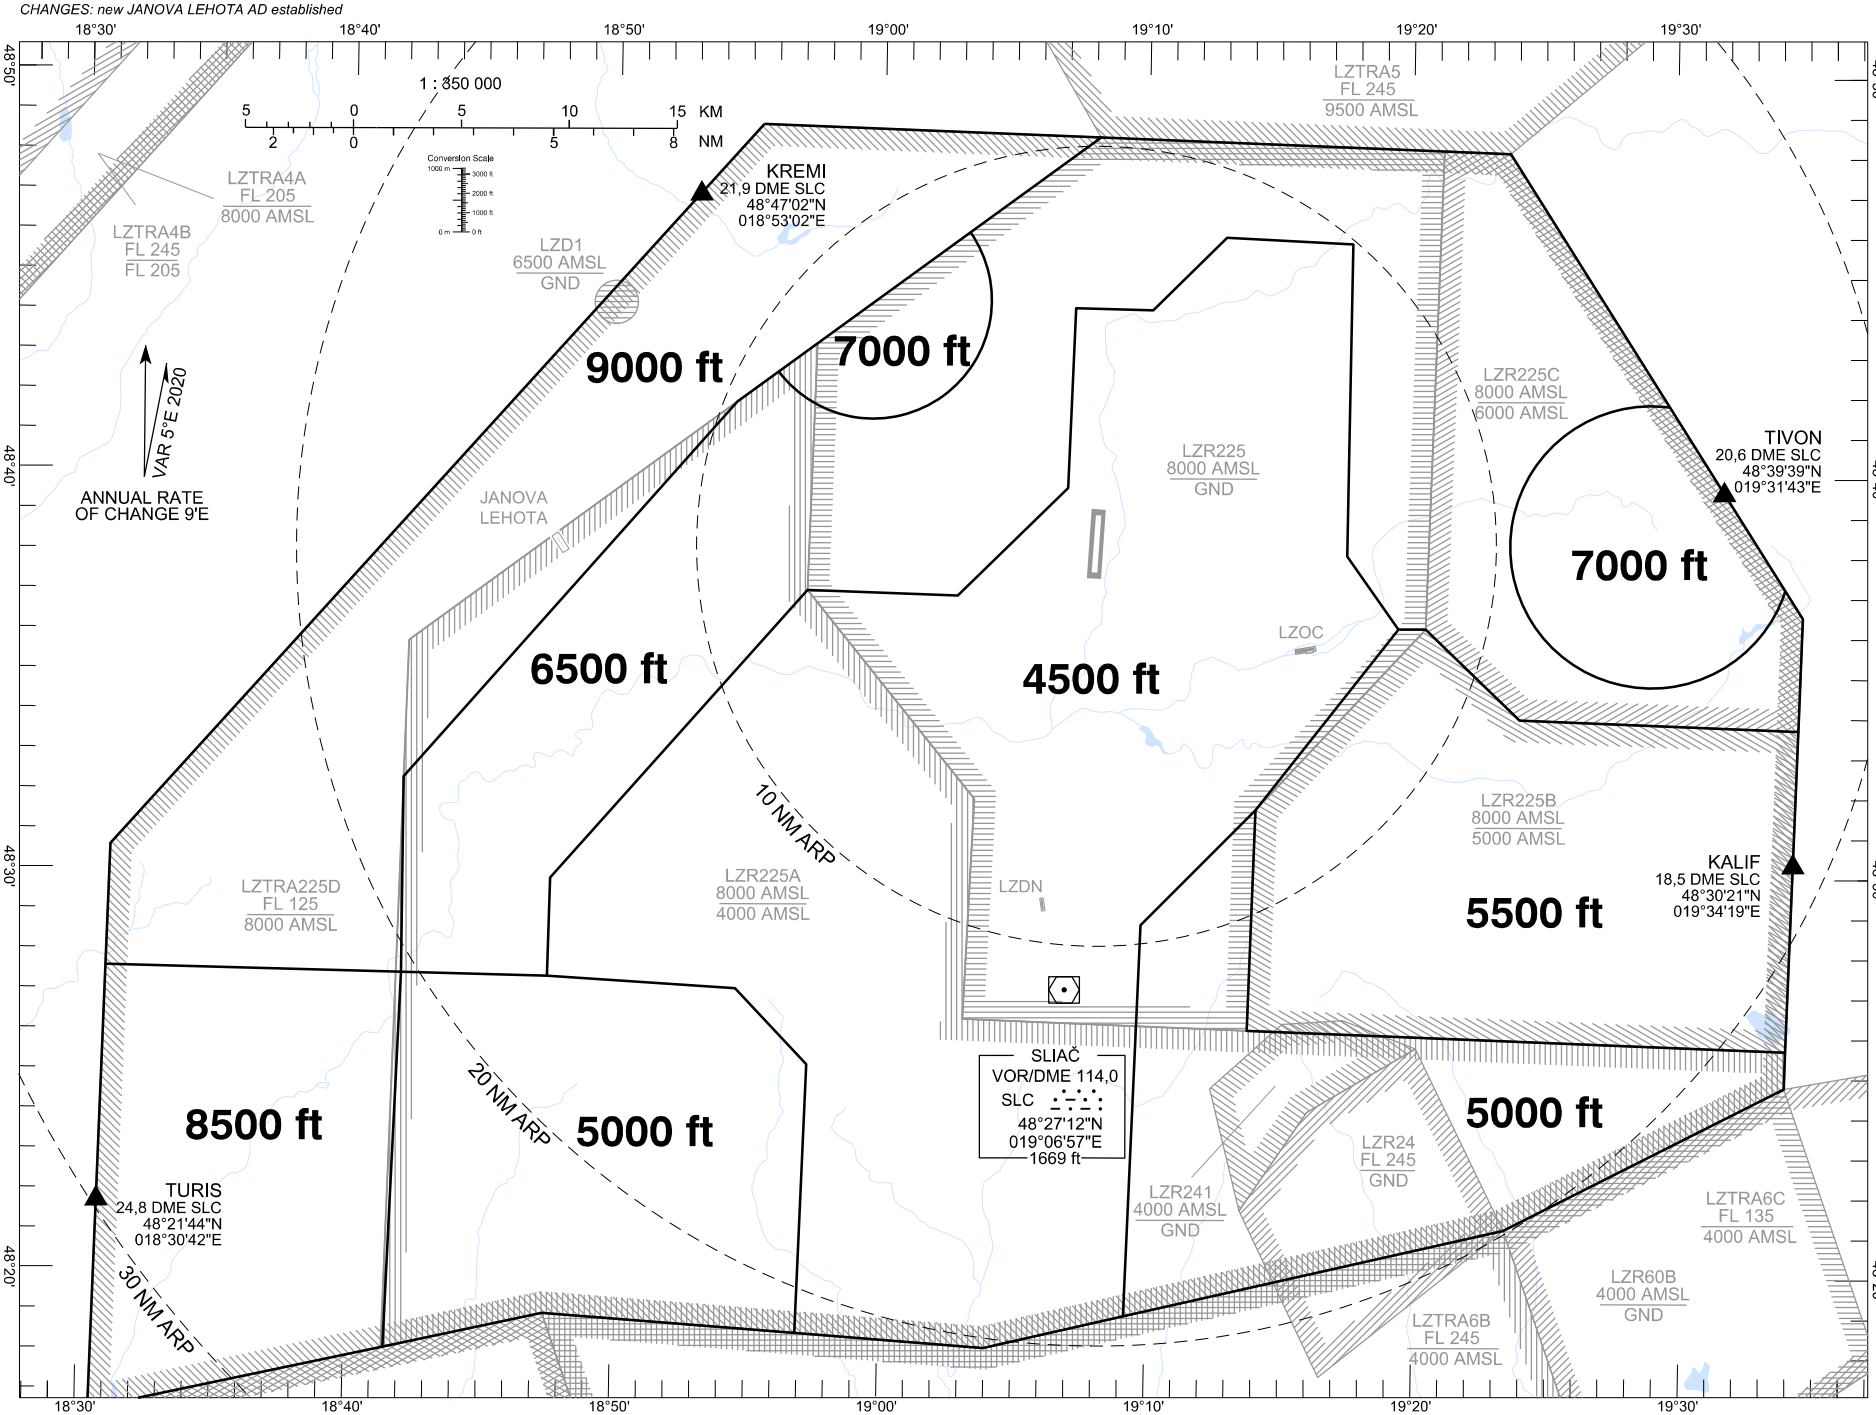 CHANGES: new JANOVA LEHOTA AD established
18°30' 18°40' 18°50' 19°00' 19°10' 19°20' 19°30'
48°50'
1 : 350 000
5 0 5 10 15 KM
2 0 5 8 NM
Conversion Scale
1000 m 3000 ft
2000 ft
1000 ft
0 m 0 ft
LZTRA5
FL 245
9500 AMSL
LZTRA4A
FL 205
8000 AMSL
LZTRA4B
FL 245
FL 205
KREMI
21,9 DME SLC
48°47'02"N
018°53'02"E
LZD1
6500 AMSL
GND
9000 ft
7000 ft
VAR 5°E 2020
ANNUAL RATE
OF CHANGE 9'E
LZR225C
8000 AMSL
6000 AMSL
48°40'
TIVON
20,6 DME SLC
48°39'39"N
019°31'43"E
LZR225
8000 AMSL
GND
JANOVA
LEHOTA
7000 ft
LZOC
6500 ft
4500 ft
10 NM ARP
LZR225B
8000 AMSL
5000 AMSL
48°30'
KALIF
18,5 DME SLC
48°30'21"N
019°34'19"E
LZTRA225D
FL 125
8000 AMSL
LZR225A
8000 AMSL
4000 AMSL
LZDN
5500 ft
SLIAČ
VOR/DME 114,0
SLC
48°27'12"N
019°06'57"E
1669 ft
20 NM ARP
8500 ft
5000 ft
5000 ft
LZR24
FL 245
GND
LZR241
4000 AMSL
GND
TURIS
24,8 DME SLC
48°21'44"N
018°30'42"E
LZTRA6C
FL 135
4000 AMSL
48°20'
30 NM ARP
LZR60B
4000 AMSL
GND
LZTRA6B
FL 245
4000 AMSL
18°30' 18°40' 18°50' 19°00' 19°10' 19°20' 19°30'